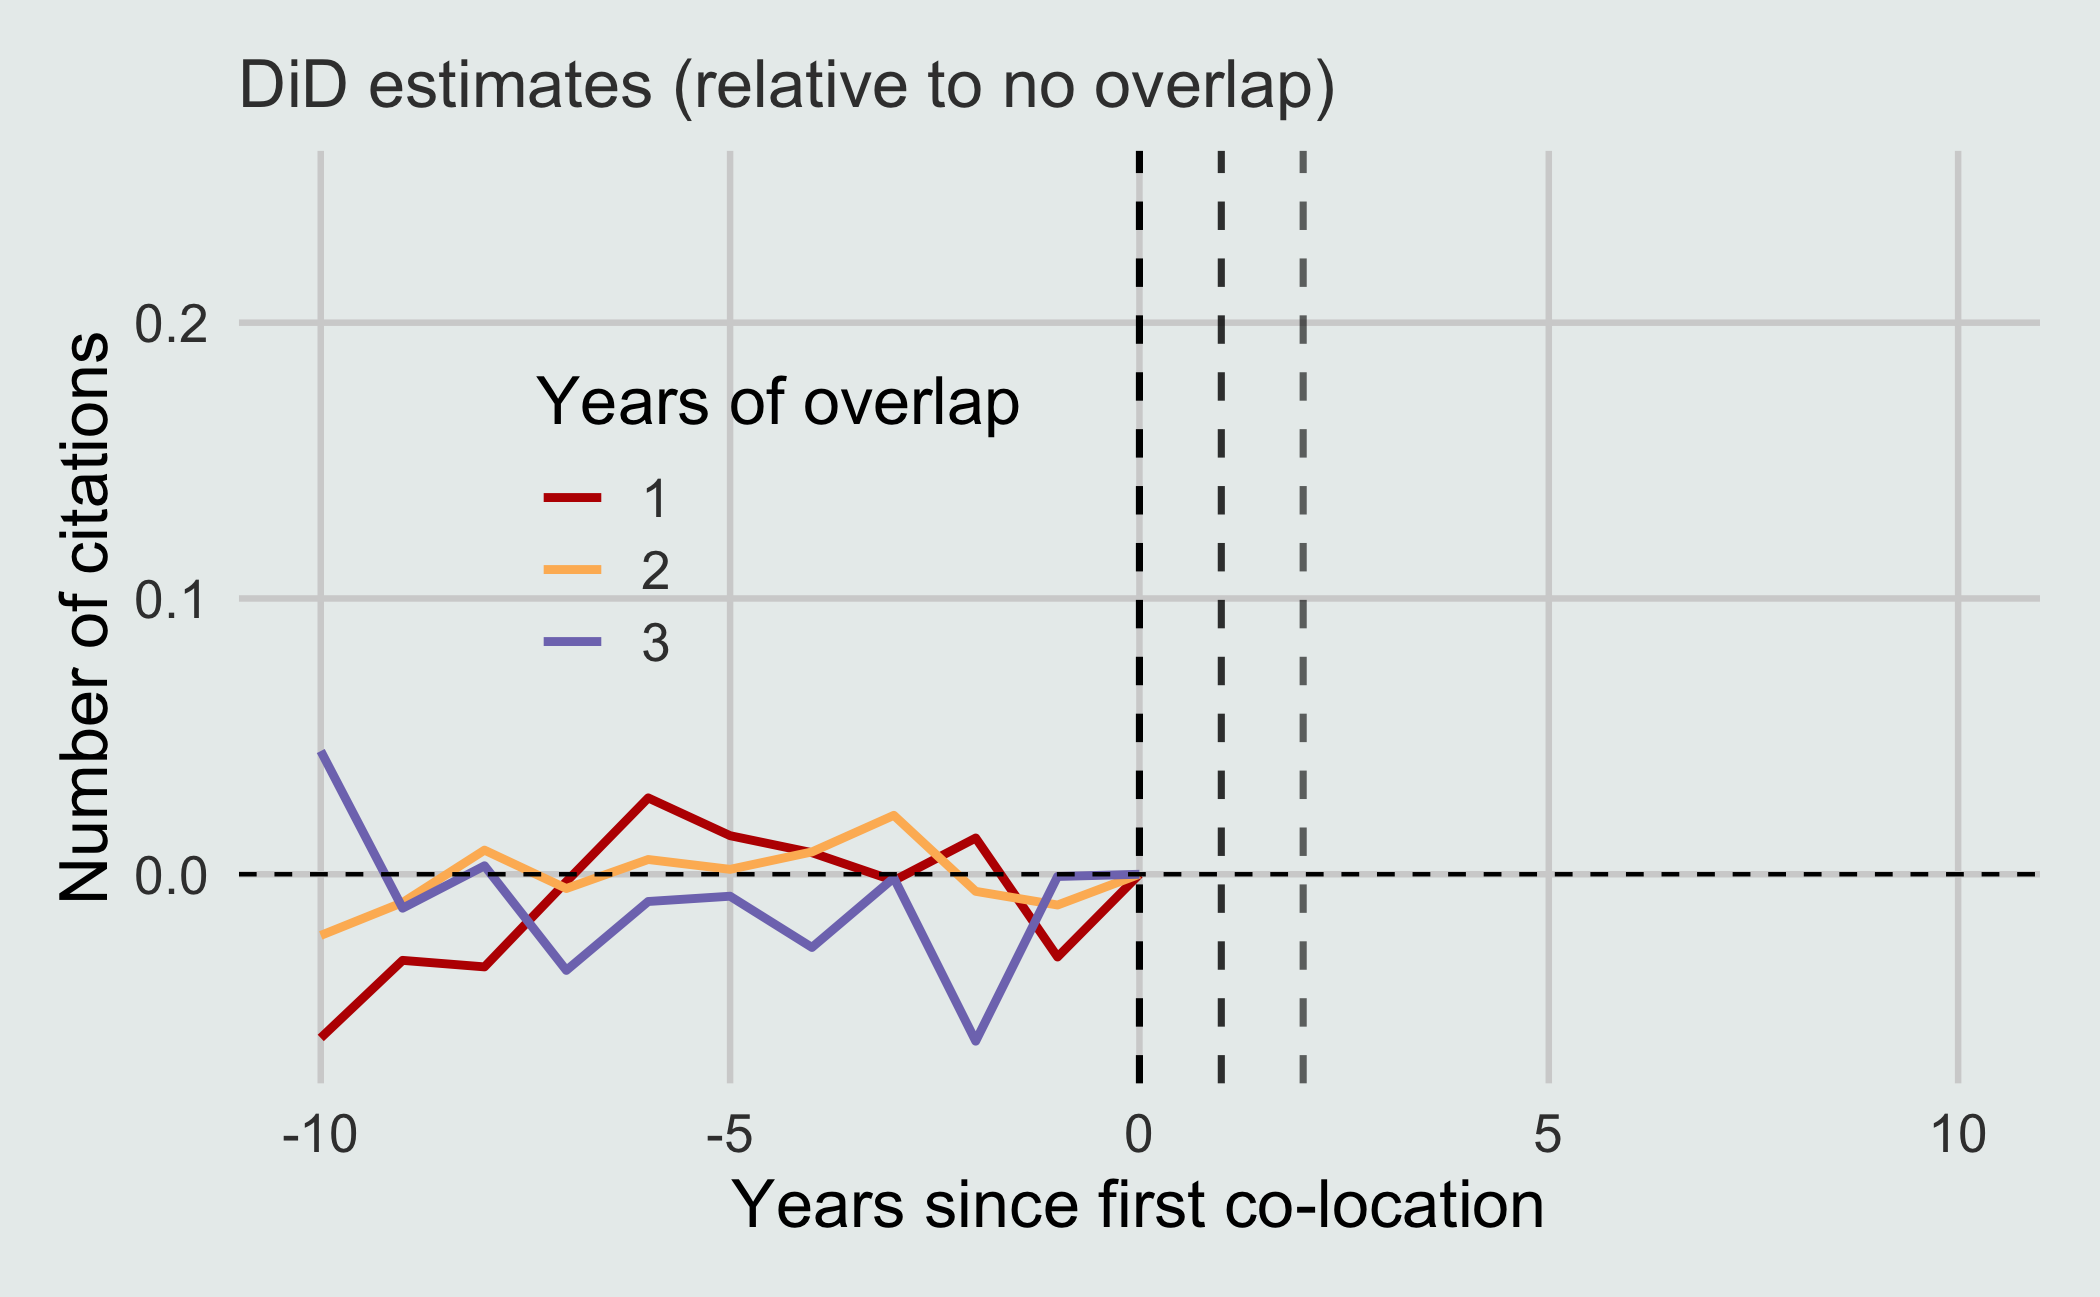 DiD estimates (relative to no overlap)
Number of citations
0.2
0.1
0.0
Years of overlap
1
2
3
-10
-5
0
5
10
Years since first co-location